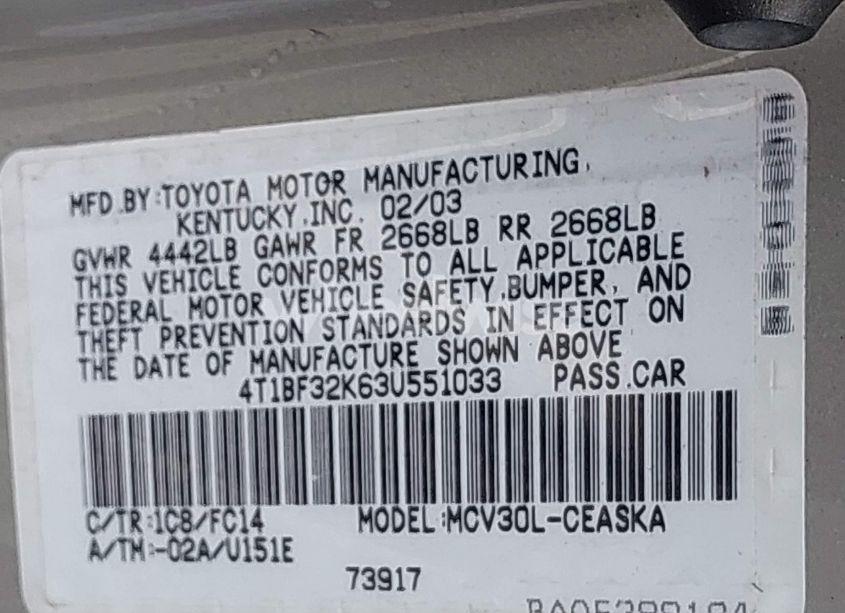 MFD.BY:TOYOTA MOTOR MANUFACTURING,
KENTUCKY,INC. 02/03
GVWR 4442LB GAWR FR 2668LB RR 2668LB
THIS VEHICLE CONFORMS TO ALL APPLICABLE
FEDERAL MOTOR VEHICLE SAFETY,BUMPER, AND
THEFT PREVENTION STANDARDS IN EFFECT ON
THE DATE OF MANUFACTURE SHOWN ABOVE
4T1BF32K63U551033 PASS.CAR
C/TR:1C8/FC14 MODEL:MCV30L-CEASKA
A/TM:-02A/U151E
73917